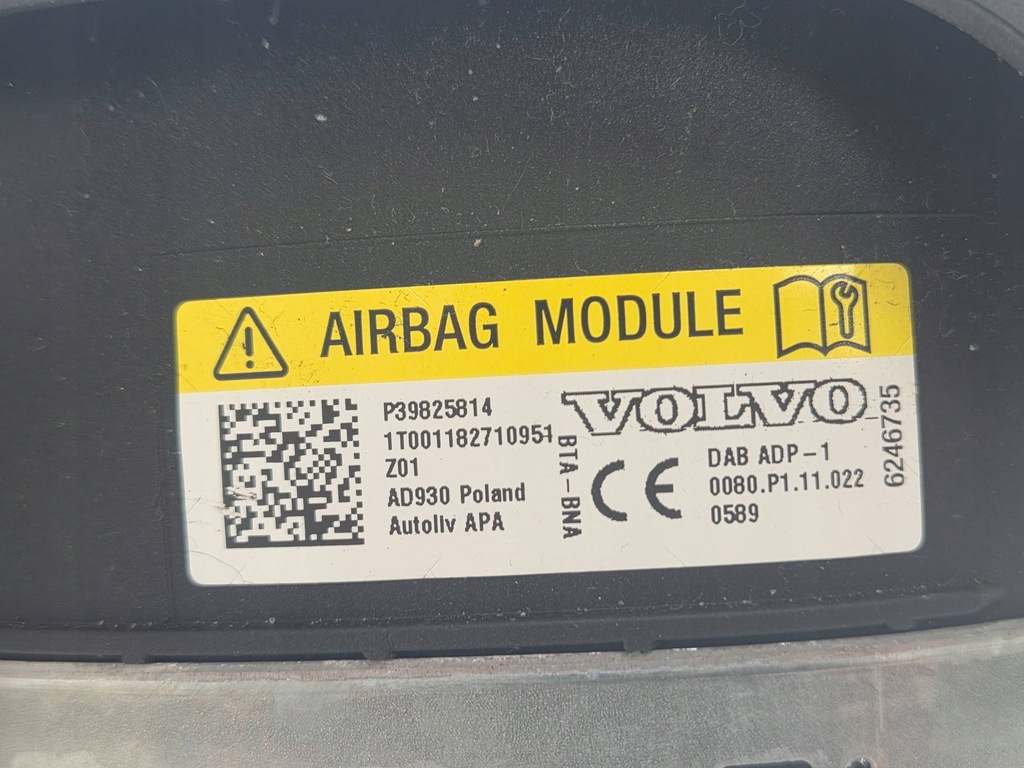 AIRBAG MODULE
P39825814
1T001182710951
Z01
AD930 Poland
Autoliv APA
VOLVO
BTA-BNA
CE
DAB ADP-1
0080.P1.11.022
0589
6246735